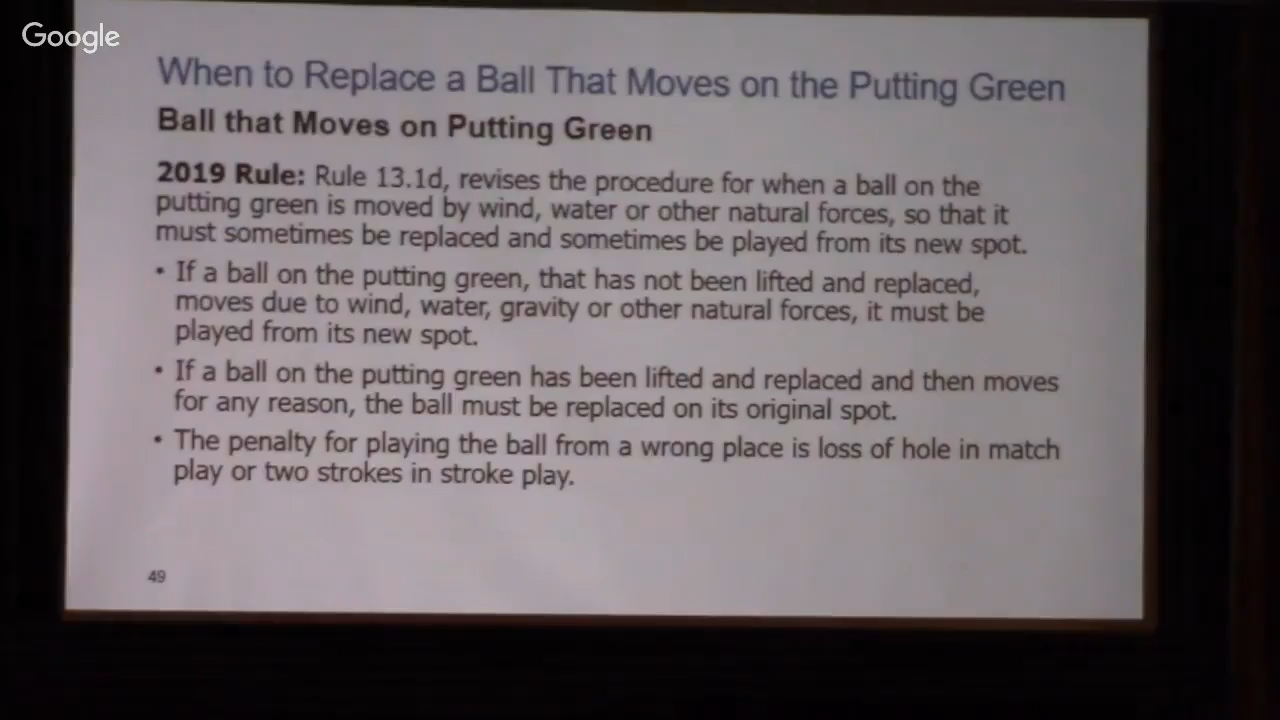 Google
When to Replace a Ball That Moves on the Putting Green
Ball that Moves on Putting Green
2019 Rule: Rule 13.1d, revises the procedure for when a ball on the
putting green is moved by wind, water or other natural forces, so that it
must sometimes be replaced and sometimes be played from its new spot.
• If a ball on the putting green, that has not been lifted and replaced,
moves due to wind, water, gravity or other natural forces, it must be
played from its new spot.
• If a ball on the putting green has been lifted and replaced and then moves
for any reason, the ball must be replaced on its original spot.
• The penalty for playing the ball from a wrong place is loss of hole in match
play or two strokes in stroke play.
49